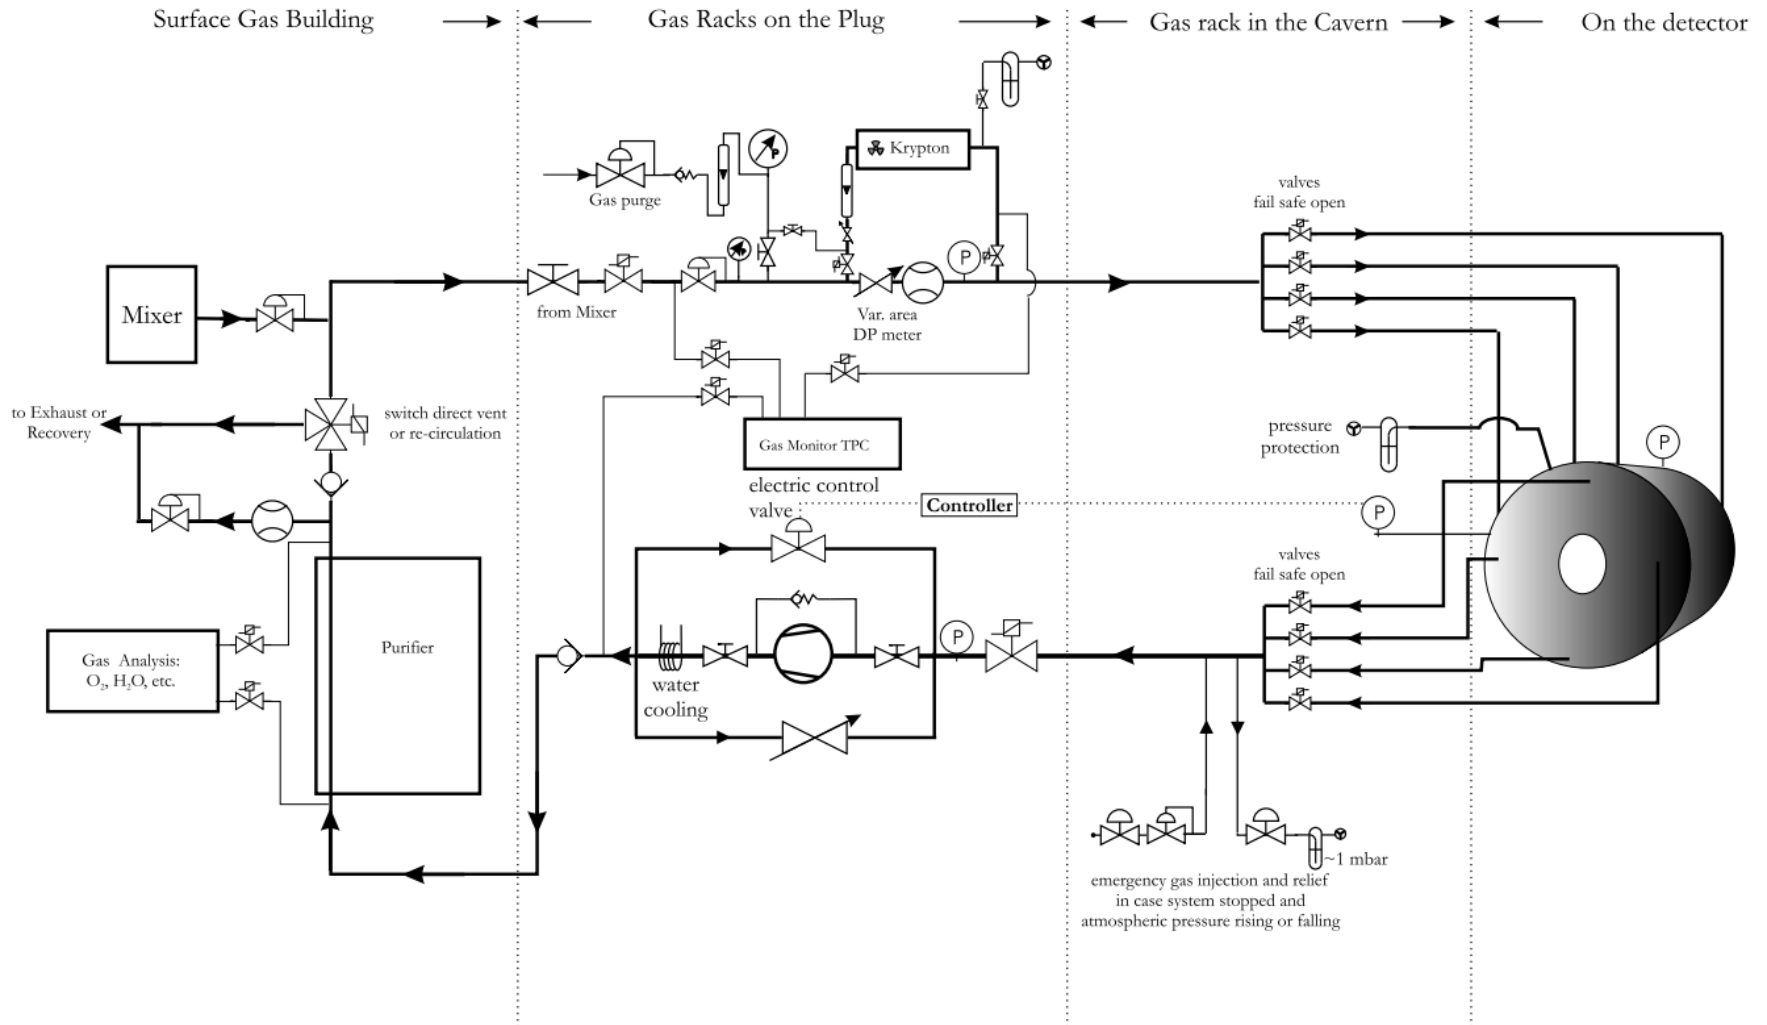 Surface Gas Building
Gas Racks on the Plug
Gas rack in the Cavern
On the detector
Krypton
P
Gas purge
valves
fail safe open
P
P
Mixer
from Mixer
Var. area
DP meter
to Exhaust or
Recovery
switch direct vent
or re-circulation
Gas Monitor TPC
pressure
protection
P
electric control
valve
Controller
P
valves
fail safe open
Gas Analysis:
O₂, H₂O, etc.
Purifier
P
water
cooling
~1 mbar
emergency gas injection and relief
in case system stopped and
atmospheric pressure rising or falling